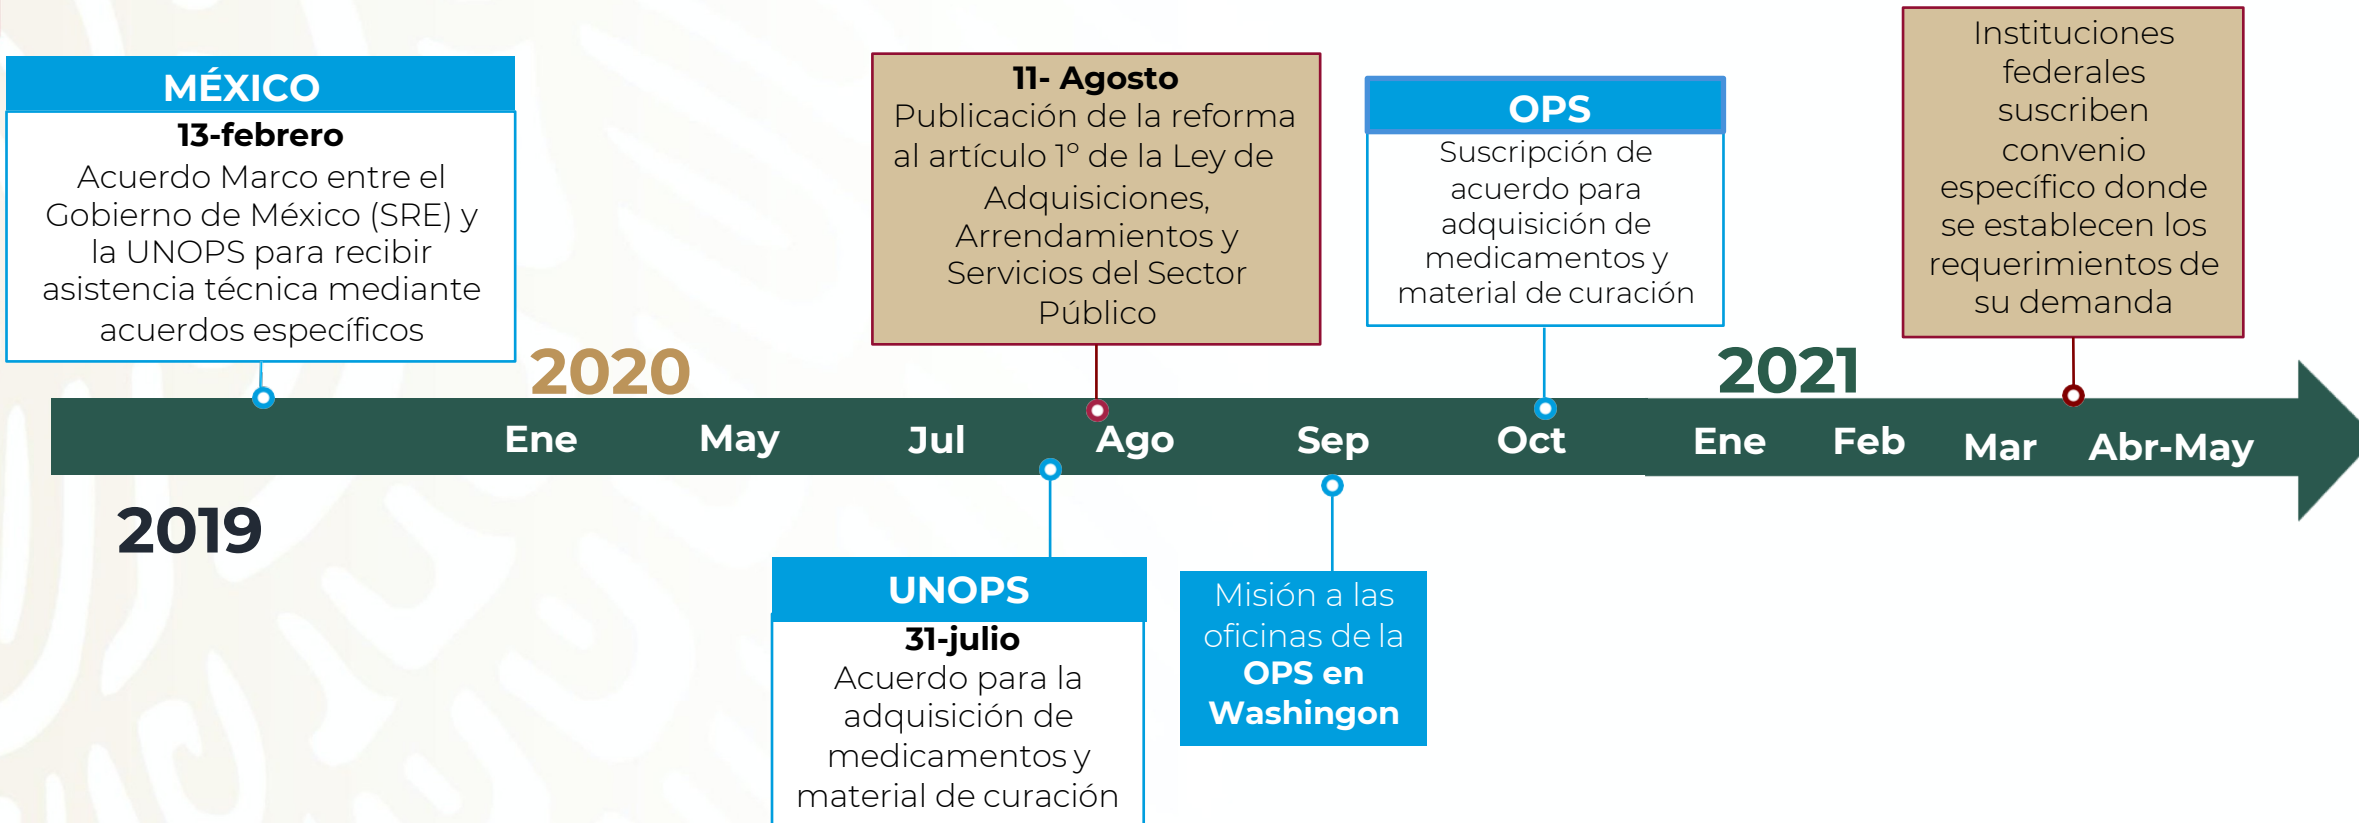 MÉXICO
13-febrero
Acuerdo Marco entre el
Gobierno de México (SRE) y
la UNOPS para recibir
asistencia técnica mediante
acuerdos específicos
11- Agosto
Publicación de la reforma
al artículo 1º de la Ley de
Adquisiciones,
Arrendamientos y
Servicios del Sector
Público
OPS
Suscripción de
acuerdo para
adquisición de
medicamentos y
material de curación
Instituciones
federales
suscriben
convenio
específico donde
se establecen los
requerimientos de
su demanda
2020
2021
Ene
May
Jul
Ago
Sep
Oct
Ene
Feb
Mar
Abr-May
2019
UNOPS
31-julio
Acuerdo para la
adquisición de
medicamentos y
material de curación
Misión a las
oficinas de la
OPS en
Washingon